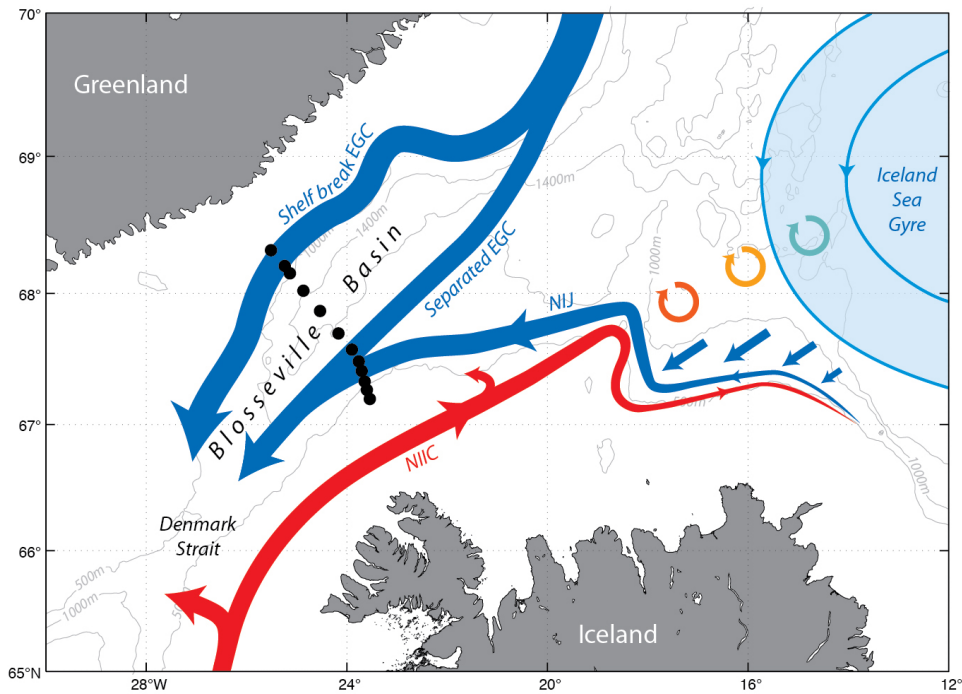 70°
Greenland
69°
Shelf break EGC
1000m
1400m
1400m
Iceland
Sea
Gyre
Separated EGC
1000m
68°
Blosseville Basin
NIJ
500m
67°
NIIC
1000m
Denmark
Strait
66°
500m
1000m
Iceland
65°N
28°W
24°
20°
16°
12°